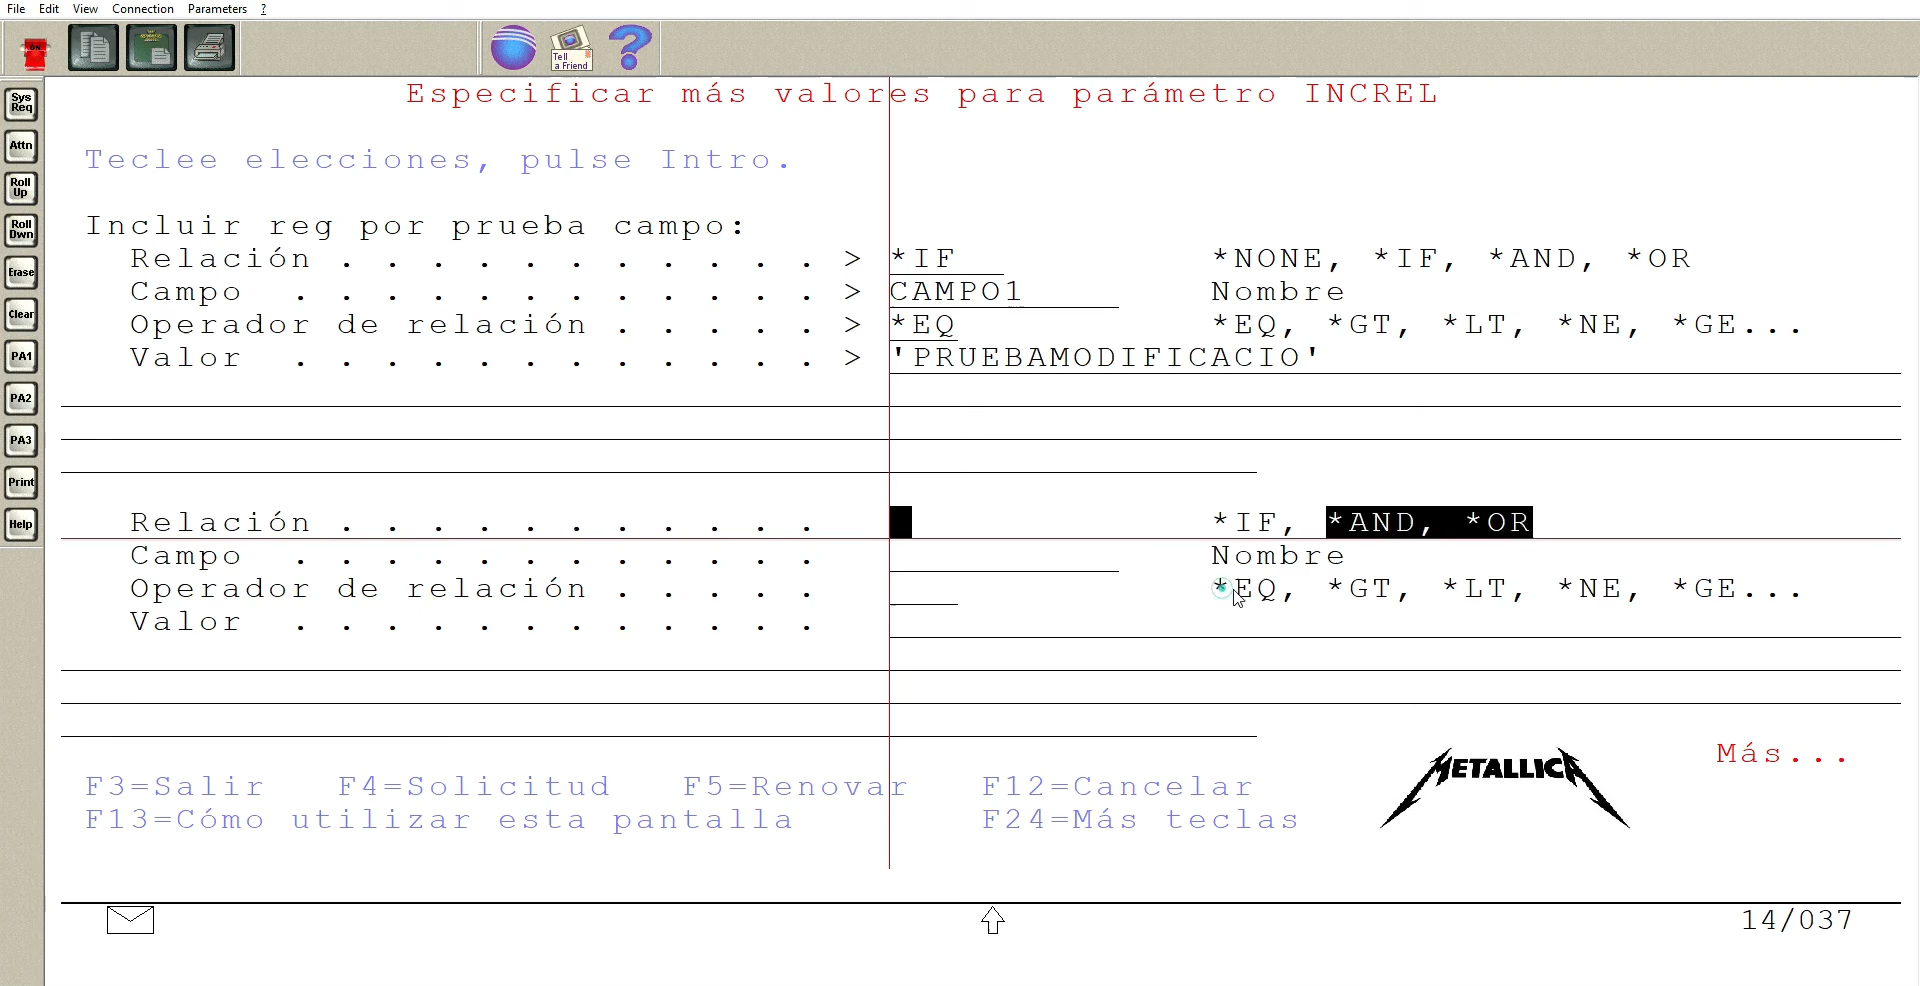 File Edit View Connection Parameters ?
ON
Tell
a Friend
Sys
Req
Attn
Roll
Up
Roll
Dwn
Erase
Clear
PA1
PA2
PA3
Print
Help
Especificar más valores para parámetro INCREL
Teclee elecciones, pulse Intro.
Incluir reg por prueba campo:
Relación . . . . . . . . . . . > *IF *NONE, *IF, *AND, *OR
Campo . . . . . . . . . . . . > CAMPO1 Nombre
Operador de relación . . . . . > *EQ *EQ, *GT, *LT, *NE, *GE...
Valor . . . . . . . . . . . . > 'PRUEBAMODIFICACIO'
Relación . . . . . . . . . . . *IF, *AND, *OR
Campo . . . . . . . . . . . . Nombre
Operador de relación . . . . . *EQ, *GT, *LT, *NE, *GE...
Valor . . . . . . . . . . . .
Más...
METALLICA
F3=Salir F4=Solicitud F5=Renovar F12=Cancelar
F13=Cómo utilizar esta pantalla F24=Más teclas
14/037